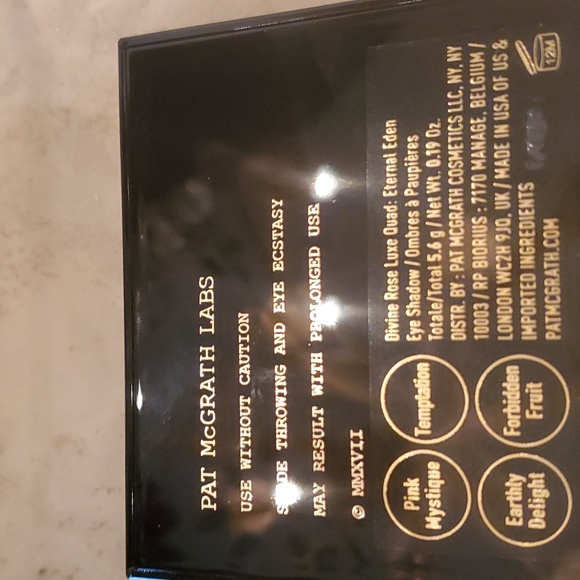 PAT McGRATH LABS
USE WITHOUT CAUTION
SHADE THROWING AND EYE ECSTASY
MAY RESULT WITH PROLONGED USE
© MMXVII
Pink
Mystique
Temptation
Earthly
Delight
Forbidden
Fruit
Divine Rose Luxe Quad: Eternal Eden
Eye Shadow / Ombres à Paupières
Totale/Total 5.6 g / Net Wt. 0.19 Oz.
DISTR. BY: PAT MCGRATH COSMETICS LLC, NY, NY
10003 / RP BIORIUS: 7170 MANAGE, BELGIUM /
LONDON WC2H 9JQ, UK / MADE IN USA OF US &
IMPORTED INGREDIENTS
PATMCGRATH.COM
12M